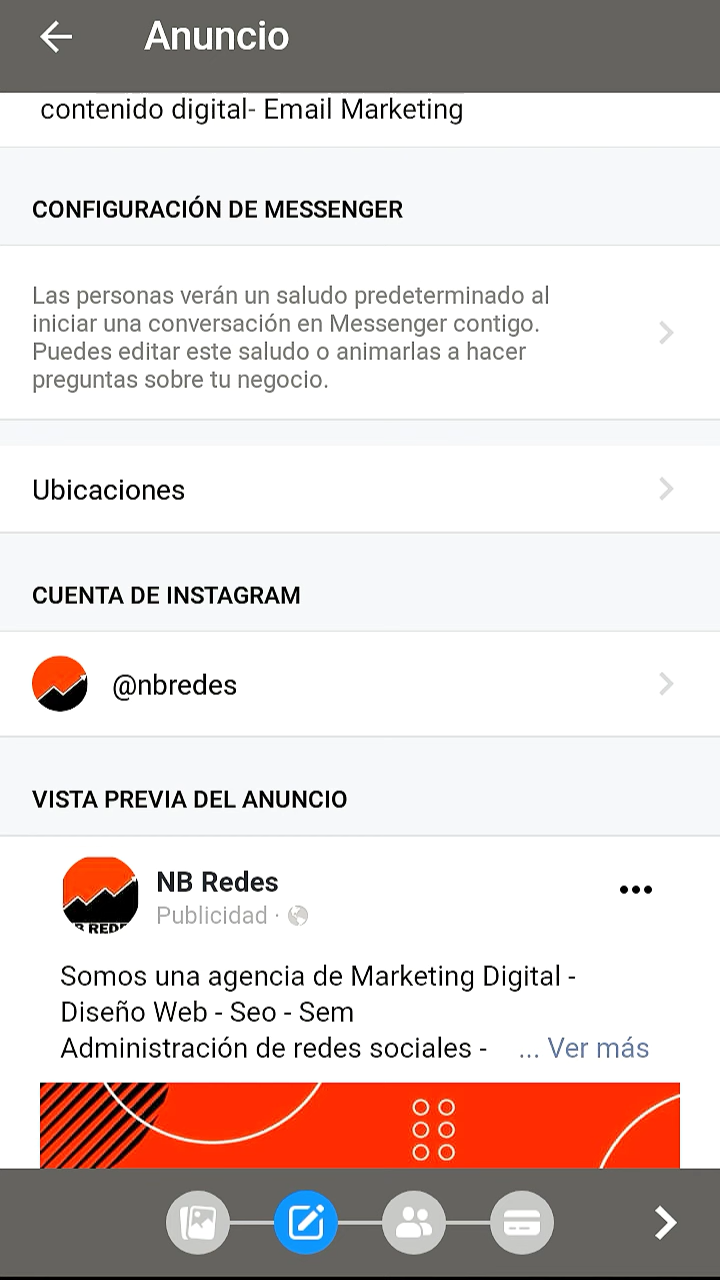 Anuncio
contenido digital- Email Marketing
CONFIGURACIÓN DE MESSENGER
Las personas verán un saludo predeterminado al
iniciar una conversación en Messenger contigo.
Puedes editar este saludo o animarlas a hacer
preguntas sobre tu negocio.
Ubicaciones
CUENTA DE INSTAGRAM
@nbredes
VISTA PREVIA DEL ANUNCIO
NB Redes
Publicidad ·
Somos una agencia de Marketing Digital -
Diseño Web - Seo - Sem
Administración de redes sociales - ... Ver más